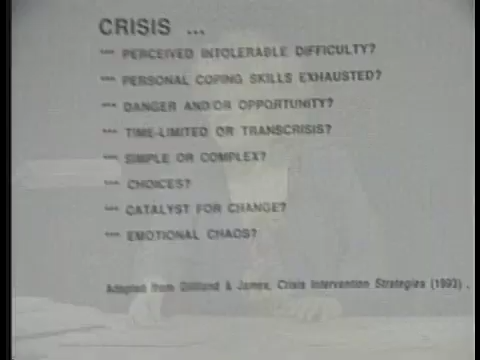 CRISIS ...
*** PERCEIVED INTOLERABLE DIFFICULTY?
*** PERSONAL COPING SKILLS EXHAUSTED?
*** DANGER AND/OR OPPORTUNITY?
*** TIME-LIMITED OR TRANSCRISIS?
*** SIMPLE OR COMPLEX?
*** CHOICES?
*** CATALYST FOR CHANGE?
*** EMOTIONAL CHAOS?
Adapted from Gilliland & James, Crisis Intervention Strategies (1993) .